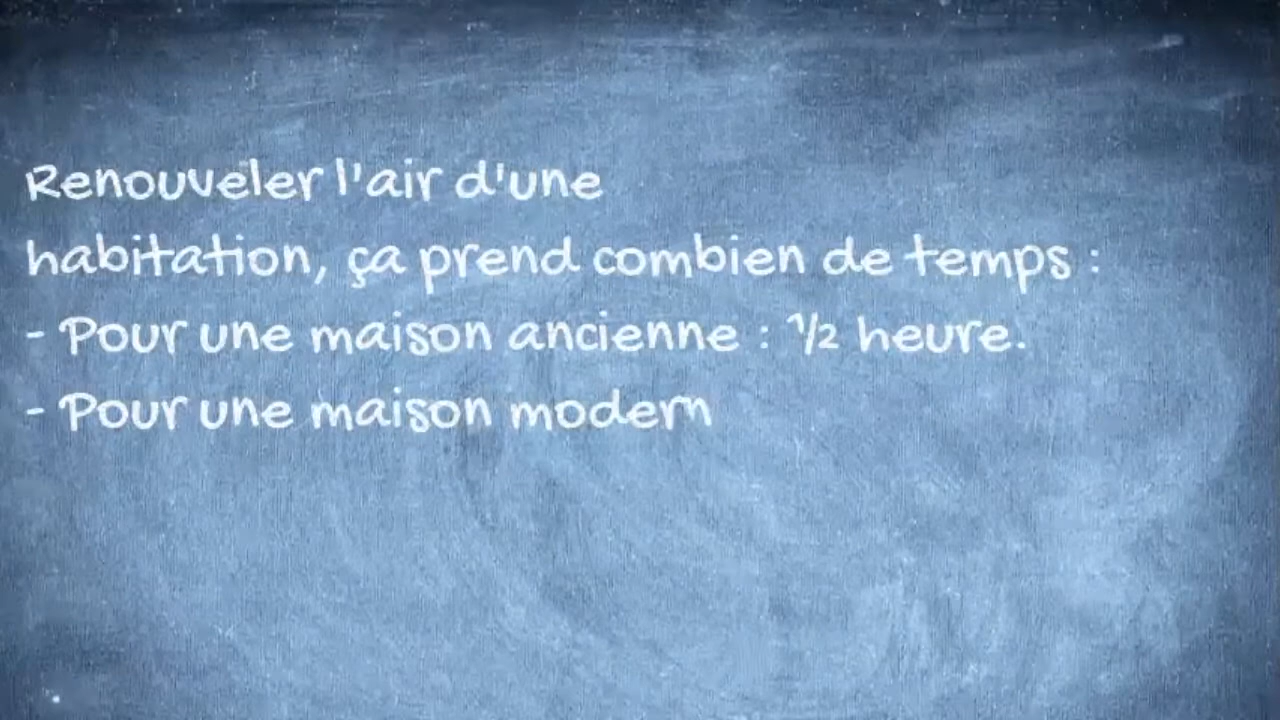 Renouveler l'air d'une
habitation, ça prend combien de temps :
- Pour une maison ancienne : ½ heure.
- Pour une maison modern